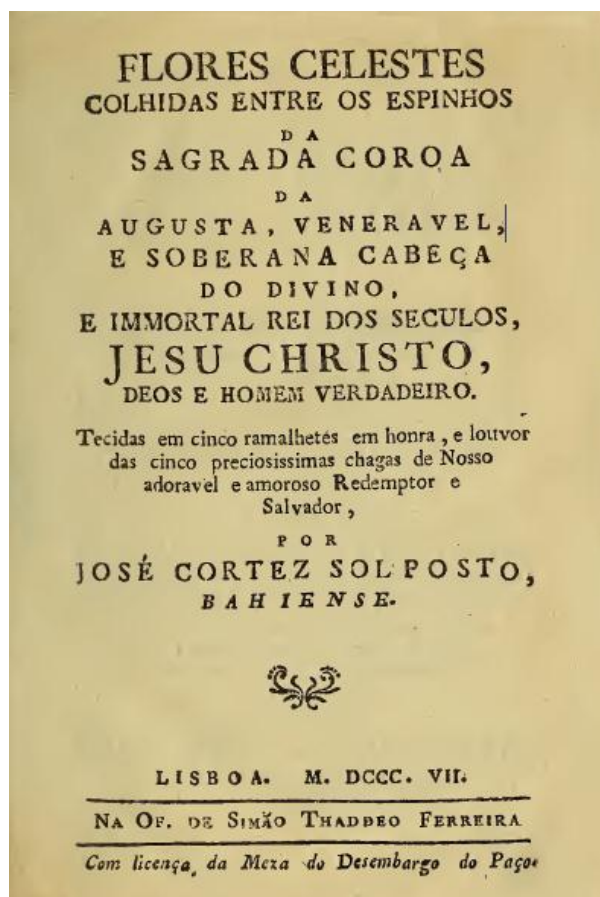 FLORES CELESTES
COLHIDAS ENTRE OS ESPINHOS
DA
SAGRADA COROA
DA
AUGUSTA, VENERAVEL,
E SOBERANA CABEÇA
DO DIVINO,
E IMMORTAL REI DOS SECULOS,
JESU CHRISTO,
DEOS E HOMEM VERDADEIRO.
Tecidas em cinco ramalhetes em honra, e louvor
das cinco preciosissimas chagas de Nosso
adoravel e amoroso Redemptor e
Salvador,
POR
JOSÉ CORTEZ SOLPOSTO,
BAHIENSE.
LISBOA. M. DCCC. VII.
NA OF. DE SIMÃO THADDEO FERREIRA
Com licença da Meza do Desembargo do Paço.